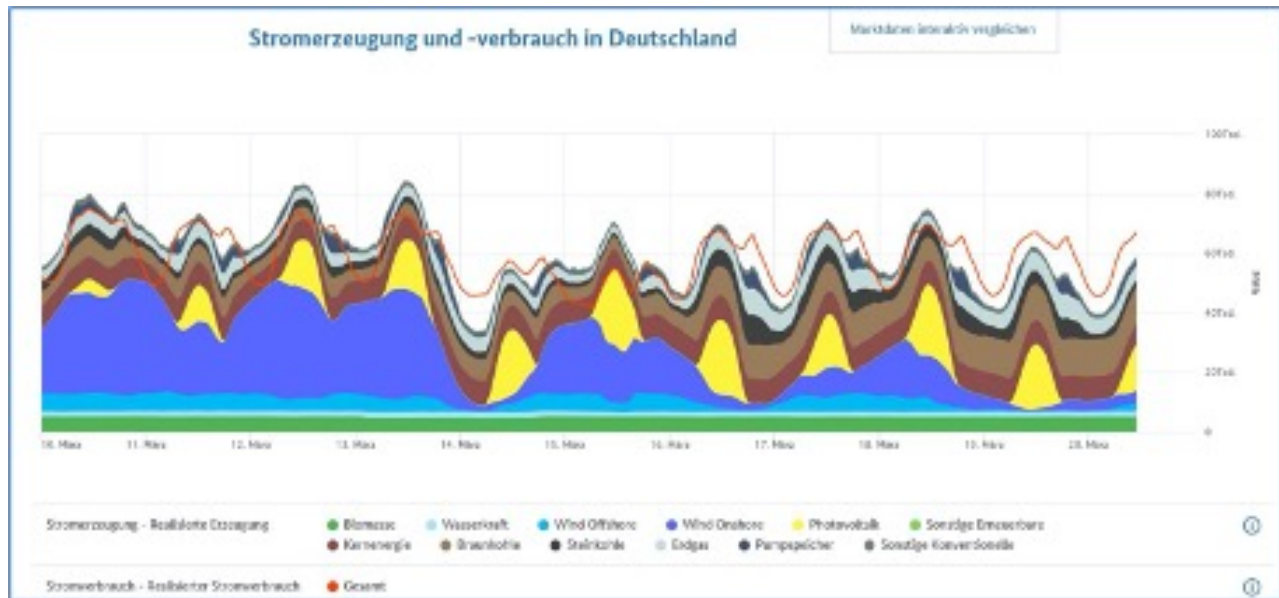 Stromerzeugung und -verbrauch in Deutschland
Marktdaten interaktiv vergleichen
100Tsd.
80Tsd.
60Tsd.
40Tsd.
20Tsd.
0
MWh
10. März 11. März 12. März 13. März 14. März 15. März 16. März 17. März 18. März 19. März 20. März
Stromerzeugung - Realisierte Erzeugung Biomasse Wasserkraft Wind Offshore Wind Onshore Photovoltaik Sonstige Erneuerbare
Kernenergie Braunkohle Steinkohle Erdgas Pumpspeicher Sonstige Konventionelle
Stromverbrauch - Realisierter Stromverbrauch Gesamt